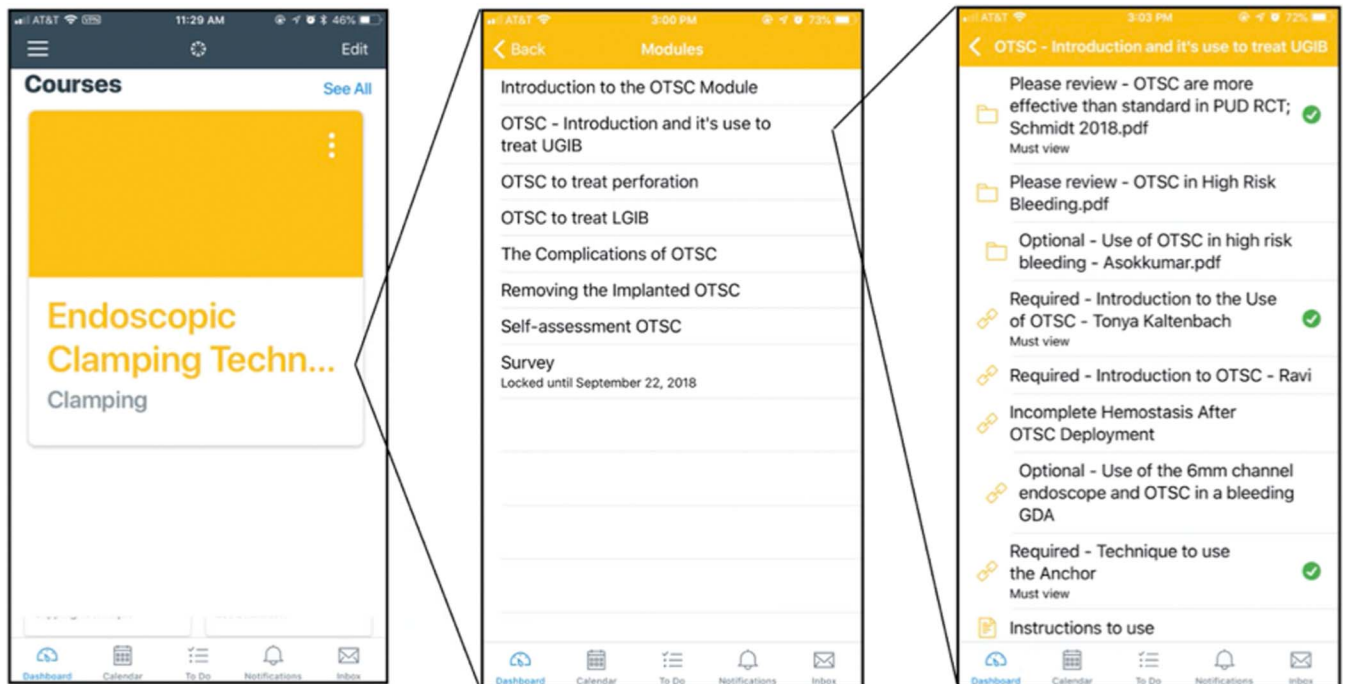 AT&T VPN 11:29 AM 46%
Edit
Courses
See All
Endoscopic
Clamping Techn...
Clamping
Dashboard Calendar To Do Notifications Inbox
AT&T 3:00 PM 73%
Back Modules
Introduction to the OTSC Module
OTSC - Introduction and it's use to
treat UGIB
OTSC to treat perforation
OTSC to treat LGIB
The Complications of OTSC
Removing the Implanted OTSC
Self-assessment OTSC
Survey
Locked until September 22, 2018
Dashboard Calendar To Do Notifications Inbox
AT&T 3:03 PM 72%
OTSC - Introduction and it's use to treat UGIB
Please review - OTSC are more
effective than standard in PUD RCT;
Schmidt 2018.pdf
Must view
Please review - OTSC in High Risk
Bleeding.pdf
Optional - Use of OTSC in high risk
bleeding - Asokkumar.pdf
Required - Introduction to the Use
of OTSC - Tonya Kaltenbach
Must view
Required - Introduction to OTSC - Ravi
Incomplete Hemostasis After
OTSC Deployment
Optional - Use of the 6mm channel
endoscope and OTSC in a bleeding
GDA
Required - Technique to use
the Anchor
Must view
Instructions to use
Dashboard Calendar To Do Notifications Inbox